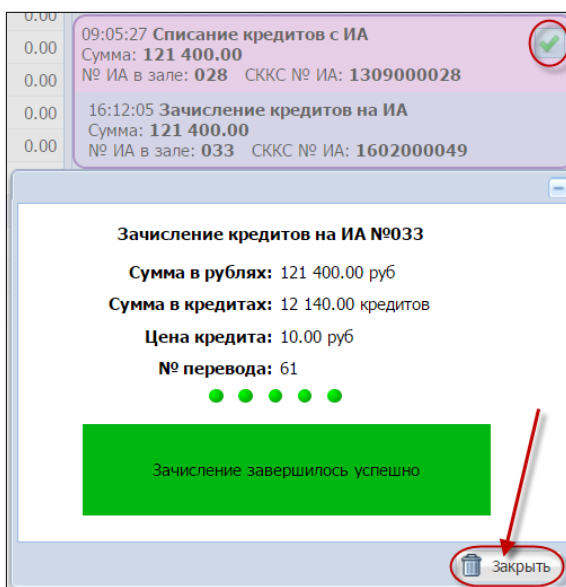 0.00
0.00
0.00
0.00
0.00
09:05:27 Списание кредитов с ИА
Сумма: 121 400.00
№ ИА в зале: 028 СККС № ИА: 1309000028
16:12:05 Зачисление кредитов на ИА
Сумма: 121 400.00
№ ИА в зале: 033 СККС № ИА: 1602000049
Зачисление кредитов на ИА №033
Сумма в рублях: 121 400.00 руб
Сумма в кредитах: 12 140.00 кредитов
Цена кредита: 10.00 руб
№ перевода: 61
Зачисление завершилось успешно
Закрыть